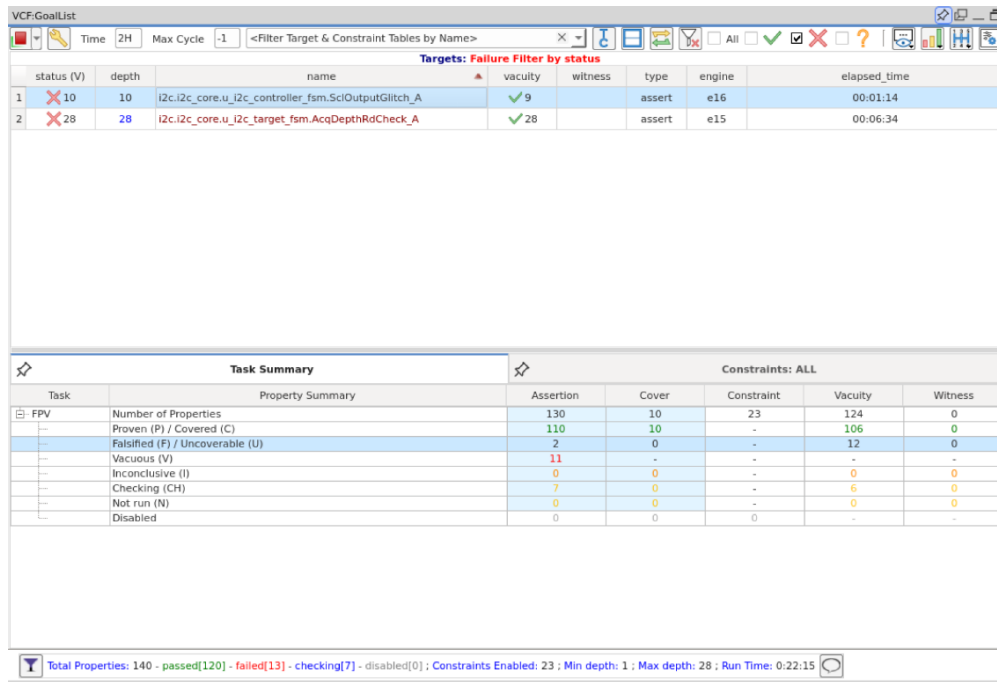 VCF:GoalList
Time 2H Max Cycle -1 <Filter Target & Constraint Tables by Name> All
Targets: Failure Filter by status
status (V) depth name vacuity witness type engine elapsed_time
1 10 10 i2c.i2c_core.u_i2c_controller_fsm.SclOutputGlitch_A 9 assert e16 00:01:14
2 28 28 i2c.i2c_core.u_i2c_target_fsm.AcqDepthRdCheck_A 28 assert e15 00:06:34
Task Summary Constraints: ALL
Task Property Summary Assertion Cover Constraint Vacuity Witness
FPV Number of Properties 130 10 23 124 0
Proven (P) / Covered (C) 110 10 - 106 0
Falsified (F) / Uncoverable (U) 2 0 - 12 0
Vacuous (V) 11 - - - -
Inconclusive (I) 0 0 - 0 0
Checking (CH) 7 0 - 6 0
Not run (N) 0 0 - 0 0
Disabled 0 0 0 - -
Total Properties: 140 - passed[120] - failed[13] - checking[7] - disabled[0] ; Constraints Enabled: 23 ; Min depth: 1 ; Max depth: 28 ; Run Time: 0:22:15